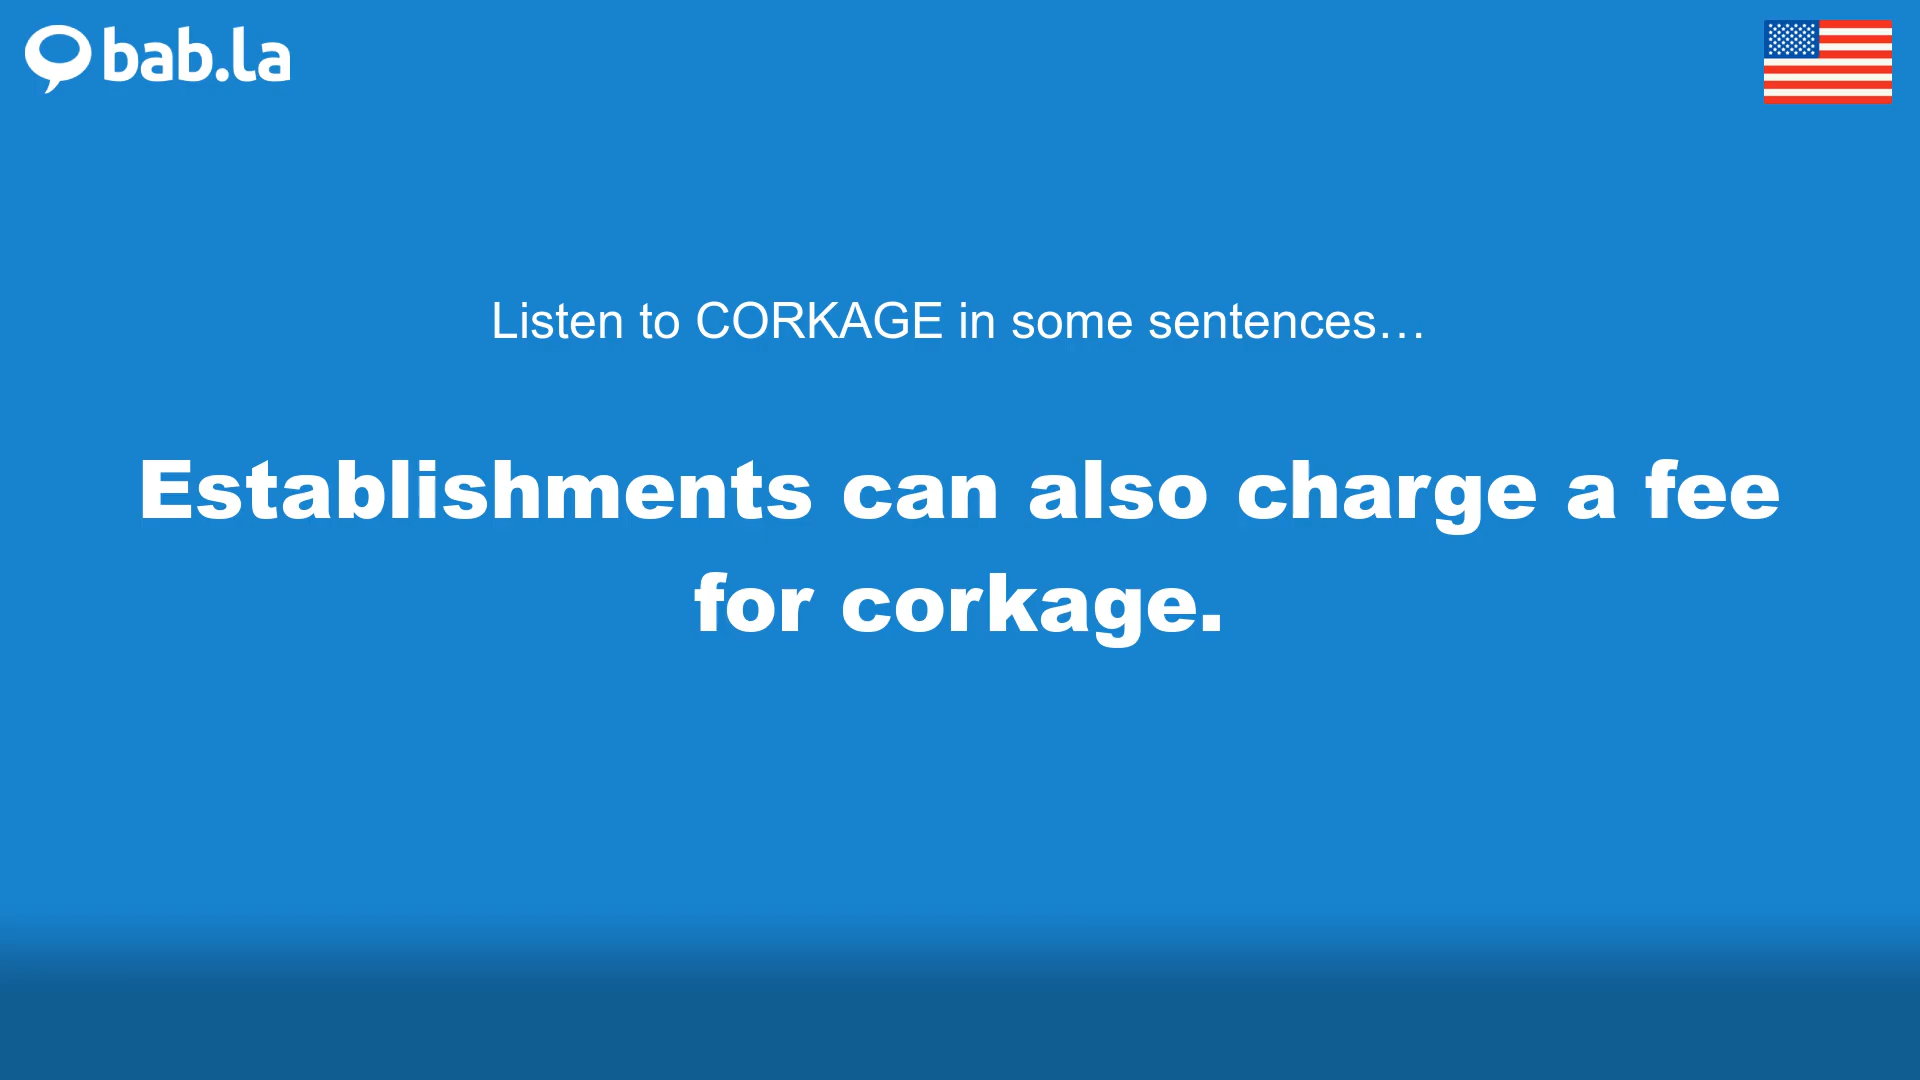 bab.la
Listen to CORKAGE in some sentences…
Establishments can also charge a fee
for corkage.